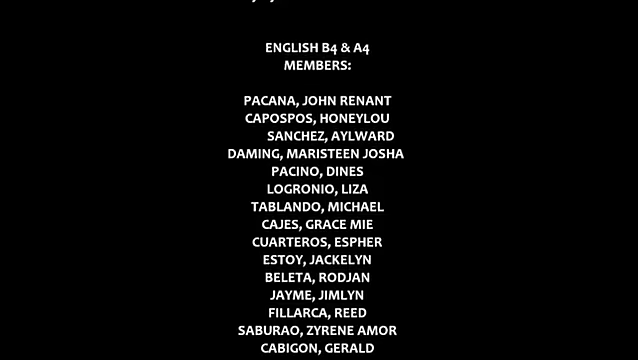 ENGLISH B4 & A4
MEMBERS:
PACANA, JOHN RENANT
CAPOSPOS, HONEYLOU
SANCHEZ, AYLWARD
DAMING, MARISTEEN JOSHA
PACINO, DINES
LOGRONIO, LIZA
TABLANDO, MICHAEL
CAJES, GRACE MIE
CUARTEROS, ESPHER
ESTOY, JACKELYN
BELETA, RODJAN
JAYME, JIMLYN
FILLARCA, REED
SABURAO, ZYRENE AMOR
CABIGON, GERALD